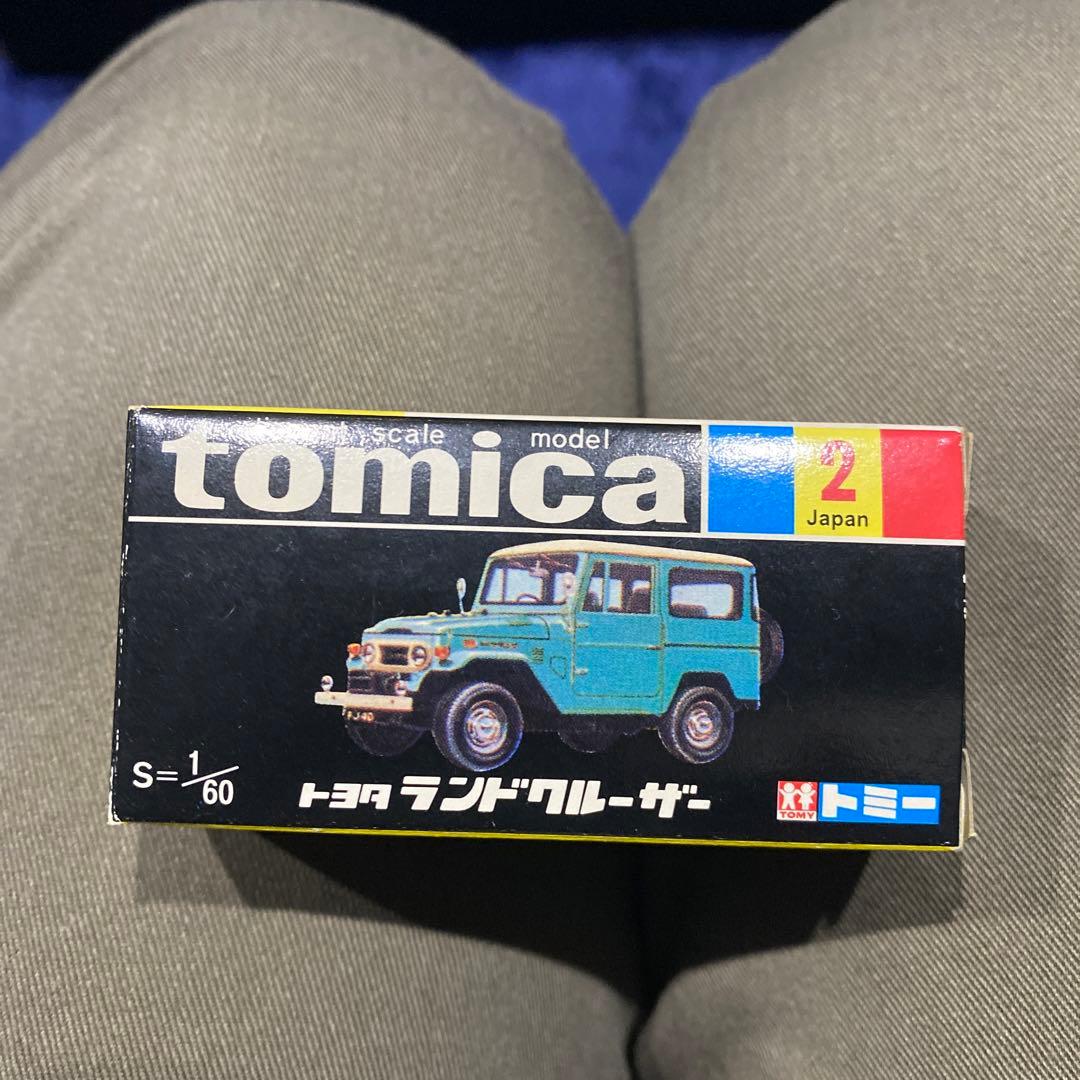 scale model
tomica
2
Japan
FJ40
S=1/60
トヨタ ランドクルーザー
TOMY
トミー